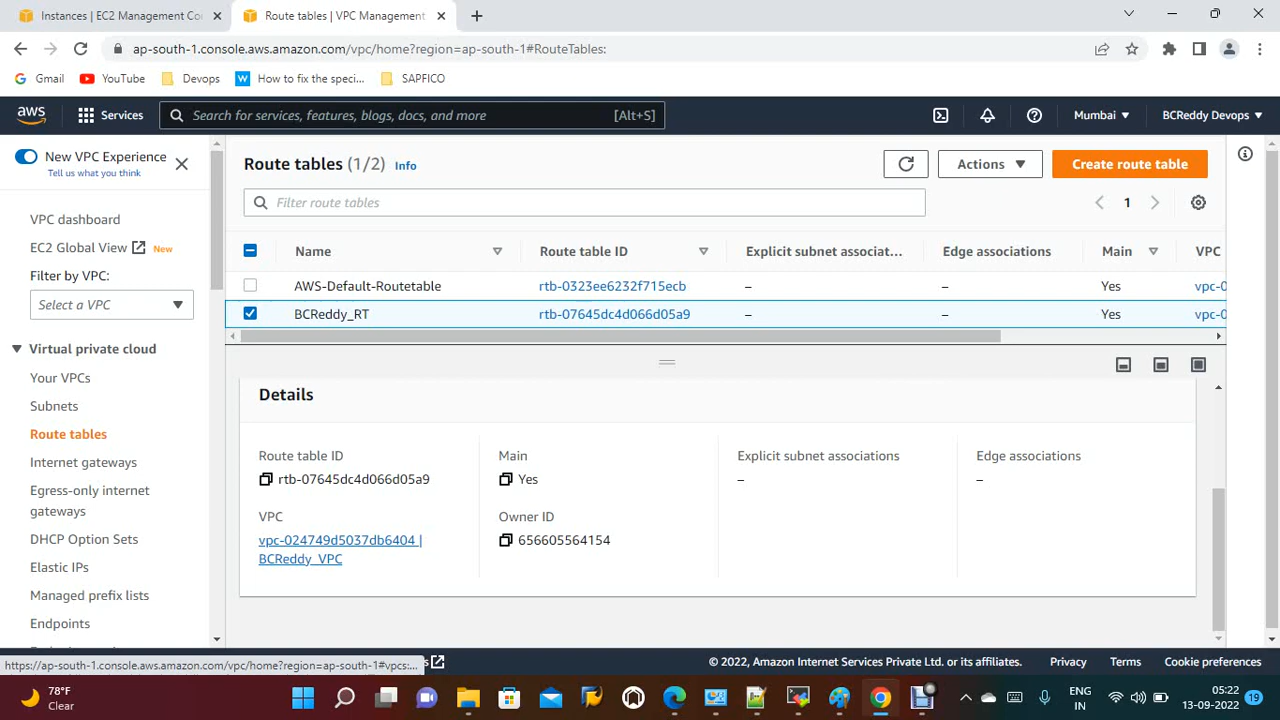 Instances | EC2 Management Co
Route tables | VPC Management
ap-south-1.console.aws.amazon.com/vpc/home?region=ap-south-1#RouteTables:
Gmail
YouTube
Devops
How to fix the speci...
SAPFICO
aws
Services
Search for services, features, blogs, docs, and more
[Alt+S]
Mumbai
BCReddy Devops
New VPC Experience
Tell us what you think
VPC dashboard
EC2 Global View
New
Filter by VPC:
Select a VPC
Virtual private cloud
Your VPCs
Subnets
Route tables
Internet gateways
Egress-only internet
gateways
DHCP Option Sets
Elastic IPs
Managed prefix lists
Endpoints
Route tables (1/2) Info
Actions
Create route table
Filter route tables
1
Name Route table ID Explicit subnet associat... Edge associations Main VPC
AWS-Default-Routetable rtb-0323ee6232f715ecb – – Yes vpc-0
BCReddy_RT rtb-07645dc4d066d05a9 – – Yes vpc-0
Details
Route table ID
rtb-07645dc4d066d05a9
Main
Yes
Explicit subnet associations
–
Edge associations
–
VPC
vpc-024749d5037db6404 |
BCReddy_VPC
Owner ID
656605564154
https://ap-south-1.console.aws.amazon.com/vpc/home?region=ap-south-1#vpcs:...
© 2022, Amazon Internet Services Private Ltd. or its affiliates.
Privacy
Terms
Cookie preferences
78°F
Clear
ENG
IN
05:22
13-09-2022
19